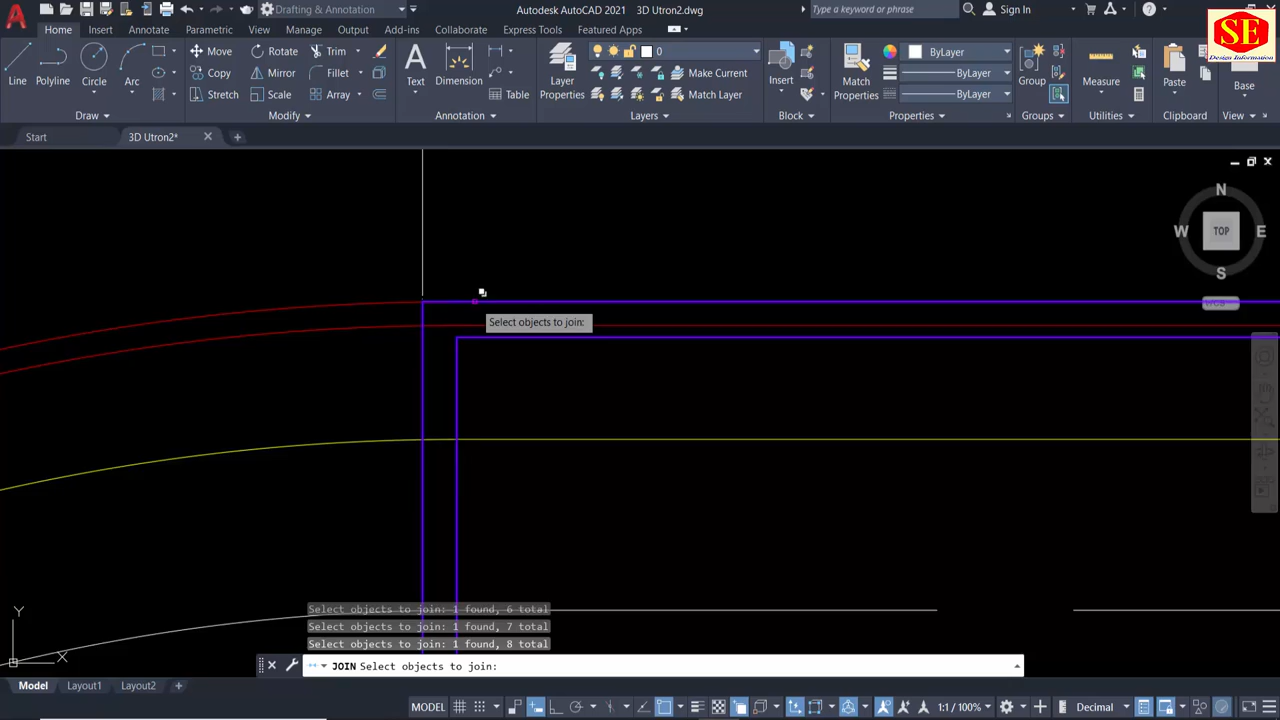 Drafting & Annotation
Autodesk AutoCAD 2021
3D Utron2.dwg
Type a keyword or phrase
Sign In
SE
Design Information
Home
Insert
Annotate
Parametric
View
Manage
Output
Add-ins
Collaborate
Express Tools
Featured Apps
Line
Polyline
Circle
Arc
Move
Rotate
Trim
Copy
Mirror
Fillet
Stretch
Scale
Array
Text
Dimension
Table
Layer
Properties
0
Make Current
Match Layer
Insert
Match
Properties
ByLayer
ByLayer
ByLayer
Group
Measure
Paste
Base
Draw
Modify
Annotation
Layers
Block
Properties
Groups
Utilities
Clipboard
View
Start
3D Utron2*
N
W
TOP
E
S
Select objects to join:
Y
X
Select objects to join: 1 found, 6 total
Select objects to join: 1 found, 7 total
Select objects to join: 1 found, 8 total
JOIN Select objects to join:
Model
Layout1
Layout2
MODEL
1:1 / 100%
Decimal